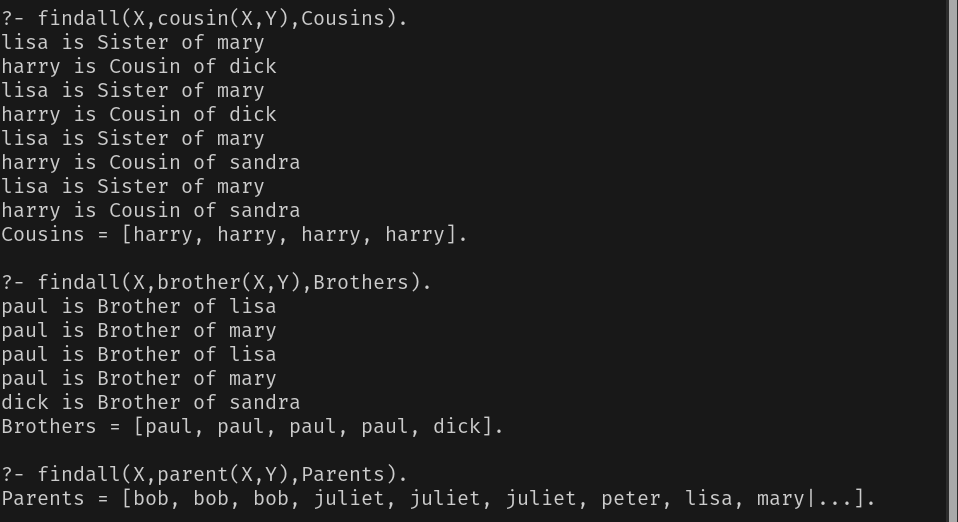 ?- findall(X,cousin(X,Y),Cousins).
lisa is Sister of mary
harry is Cousin of dick
lisa is Sister of mary
harry is Cousin of dick
lisa is Sister of mary
harry is Cousin of sandra
lisa is Sister of mary
harry is Cousin of sandra
Cousins = [harry, harry, harry, harry].
?- findall(X,brother(X,Y),Brothers).
paul is Brother of lisa
paul is Brother of mary
paul is Brother of lisa
paul is Brother of mary
dick is Brother of sandra
Brothers = [paul, paul, paul, paul, dick].
?- findall(X,parent(X,Y),Parents).
Parents = [bob, bob, bob, juliet, juliet, juliet, peter, lisa, mary|...].